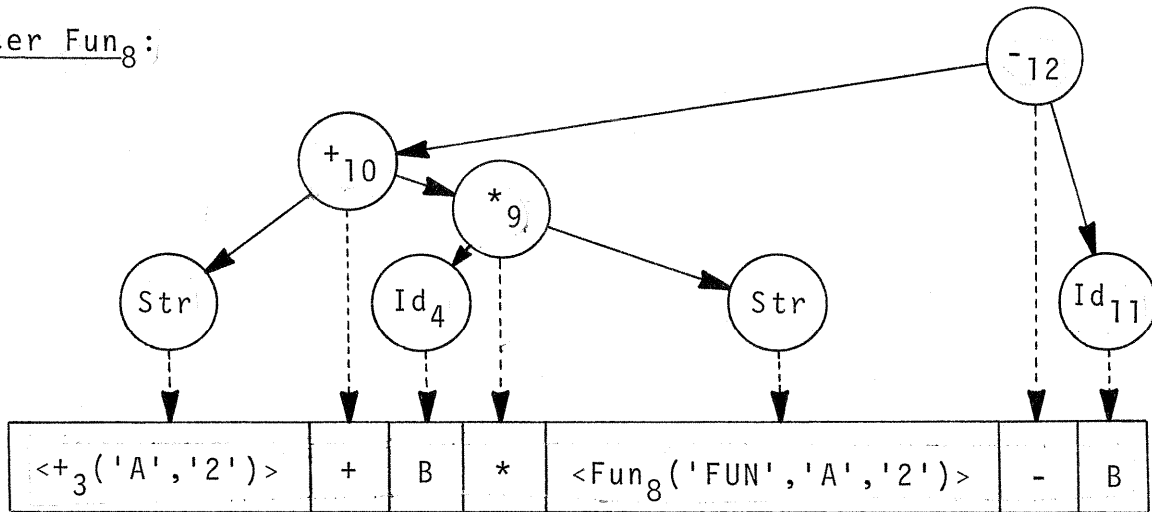 er Fun8:
-12
+10
*9
Str
Id4
Str
Id11
<+3('A','2')> + B * <Fun8('FUN','A','2')> - B